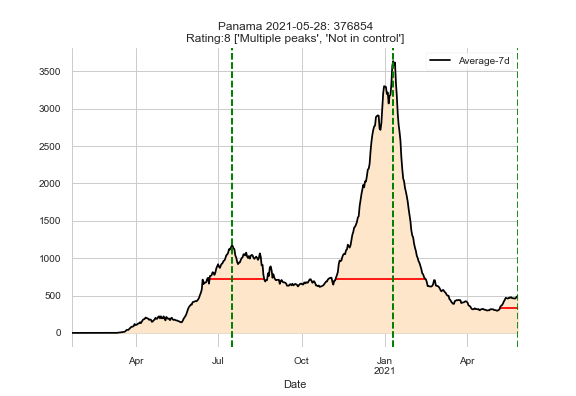 Panama 2021-05-28: 376854
Rating:8 ['Multiple peaks', 'Not in control']
Average-7d
3500
3000
2500
2000
1500
1000
500
0
Apr Jul Oct Jan Apr
2021
Date